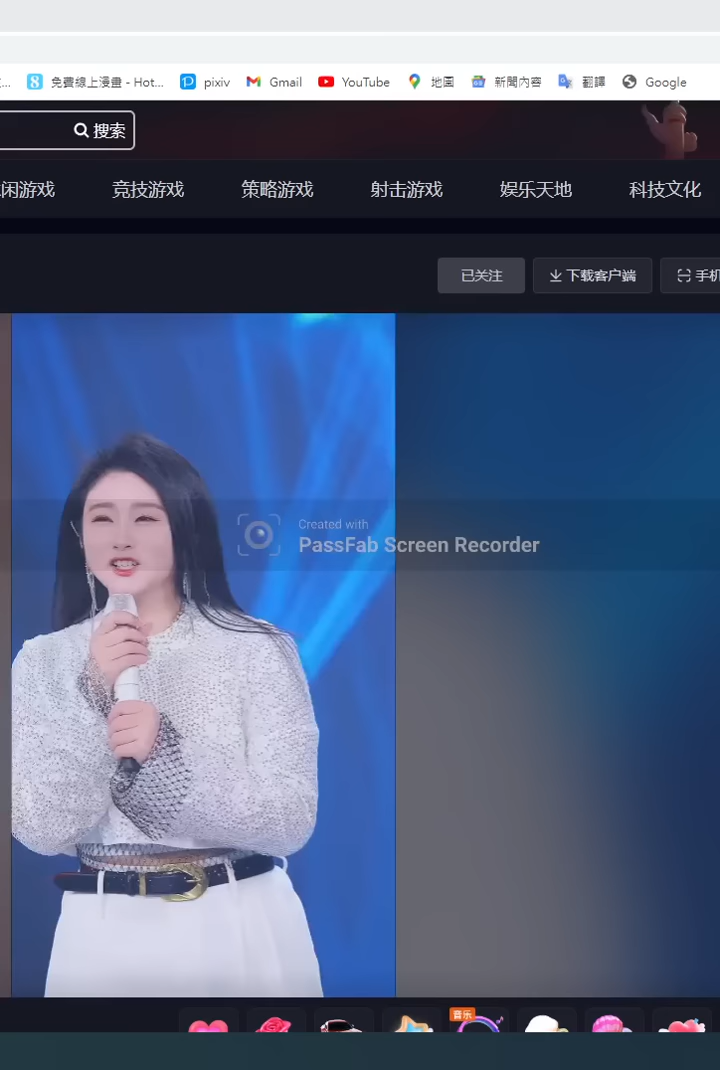 免費線上漫畫 - Hot... pixiv Gmail YouTube 地圖 新聞內容 翻譯 Google
搜索
闲游戏 竞技游戏 策略游戏 射击游戏 娱乐天地 科技文化
已关注 下载客户端 手机
Created with
PassFab Screen Recorder
音乐